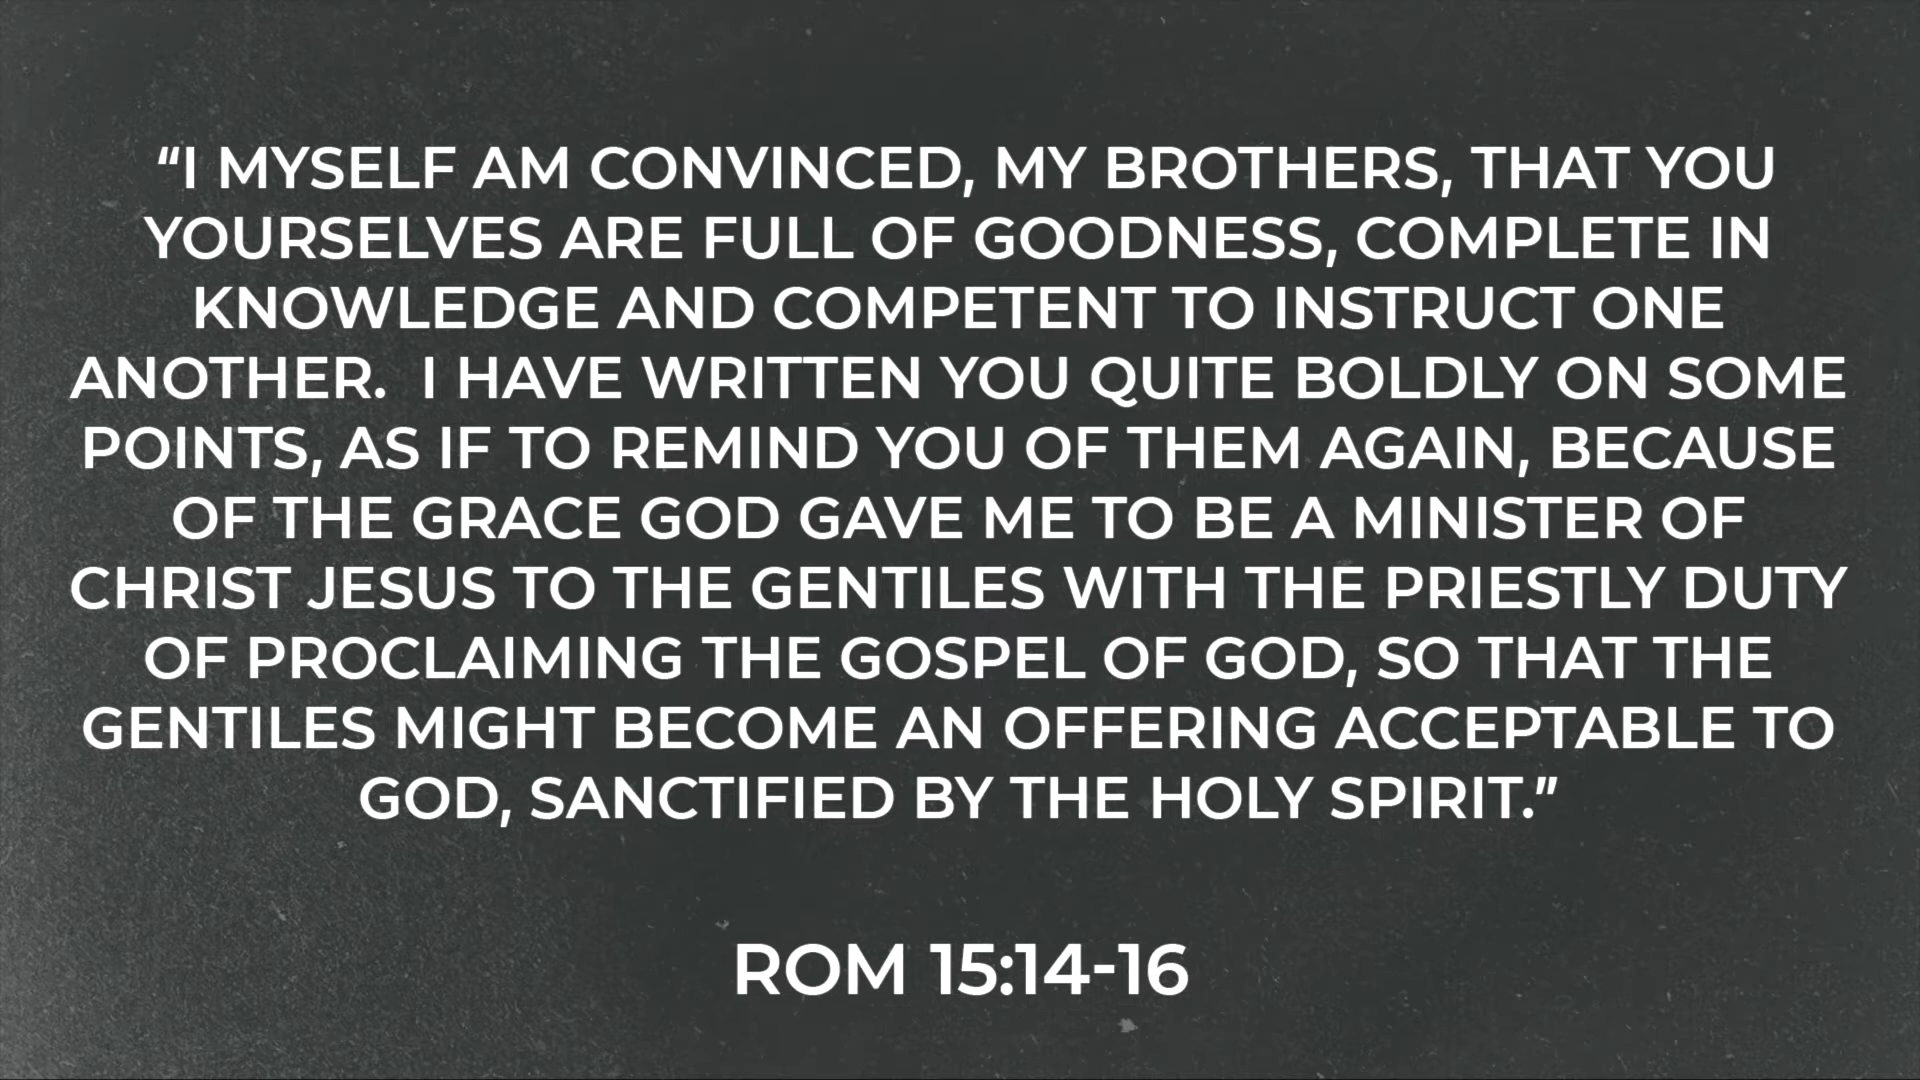 “I MYSELF AM CONVINCED, MY BROTHERS, THAT YOU
YOURSELVES ARE FULL OF GOODNESS, COMPLETE IN
KNOWLEDGE AND COMPETENT TO INSTRUCT ONE
ANOTHER.  I HAVE WRITTEN YOU QUITE BOLDLY ON SOME
POINTS, AS IF TO REMIND YOU OF THEM AGAIN, BECAUSE
OF THE GRACE GOD GAVE ME TO BE A MINISTER OF
CHRIST JESUS TO THE GENTILES WITH THE PRIESTLY DUTY
OF PROCLAIMING THE GOSPEL OF GOD, SO THAT THE
GENTILES MIGHT BECOME AN OFFERING ACCEPTABLE TO
GOD, SANCTIFIED BY THE HOLY SPIRIT.”
ROM 15:14-16